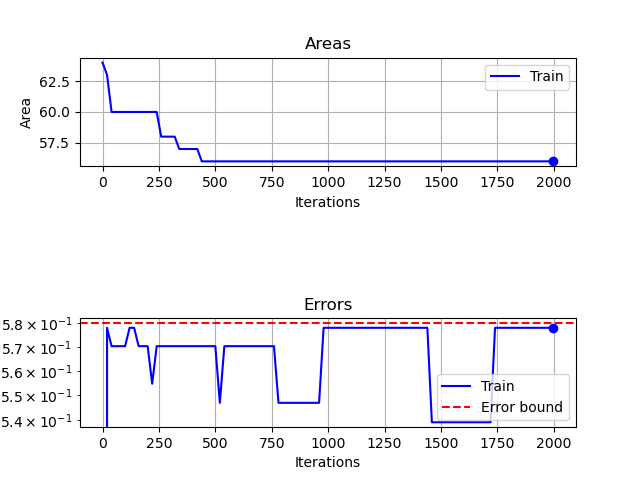 Areas
Area
62.5
60.0
57.5
Train
0 250 500 750 1000 1250 1500 1750 2000
Iterations
Errors
5.8 × 10⁻¹
5.7 × 10⁻¹
5.6 × 10⁻¹
5.5 × 10⁻¹
5.4 × 10⁻¹
Train
Error bound
0 250 500 750 1000 1250 1500 1750 2000
Iterations